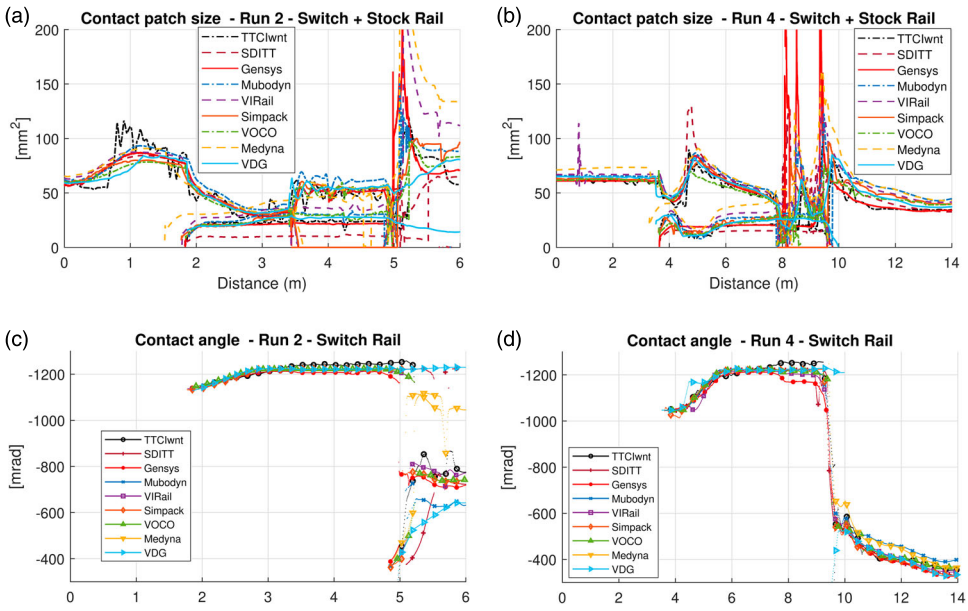 (a)
Contact patch size - Run 2 - Switch + Stock Rail
200
150
100
50
0
[mm²]
0 1 2 3 4 5 6
Distance (m)
TTCIwnt
SDITT
Gensys
Mubodyn
VIRail
Simpack
VOCO
Medyna
VDG
(b)
Contact patch size - Run 4 - Switch + Stock Rail
200
150
100
50
0
[mm²]
0 2 4 6 8 10 12 14
Distance (m)
TTCIwnt
SDITT
Gensys
Mubodyn
VIRail
Simpack
VOCO
Medyna
VDG
(c)
Contact angle - Run 2 - Switch Rail
-1200
-1000
-800
-600
-400
[mrad]
0 1 2 3 4 5 6
TTCIwnt
SDITT
Gensys
Mubodyn
VIRail
Simpack
VOCO
Medyna
VDG
(d)
Contact angle - Run 4 - Switch Rail
-1200
-1000
-800
-600
-400
[mrad]
0 2 4 6 8 10 12 14
TTCIwnt
SDITT
Gensys
Mubodyn
VIRail
Simpack
VOCO
Medyna
VDG